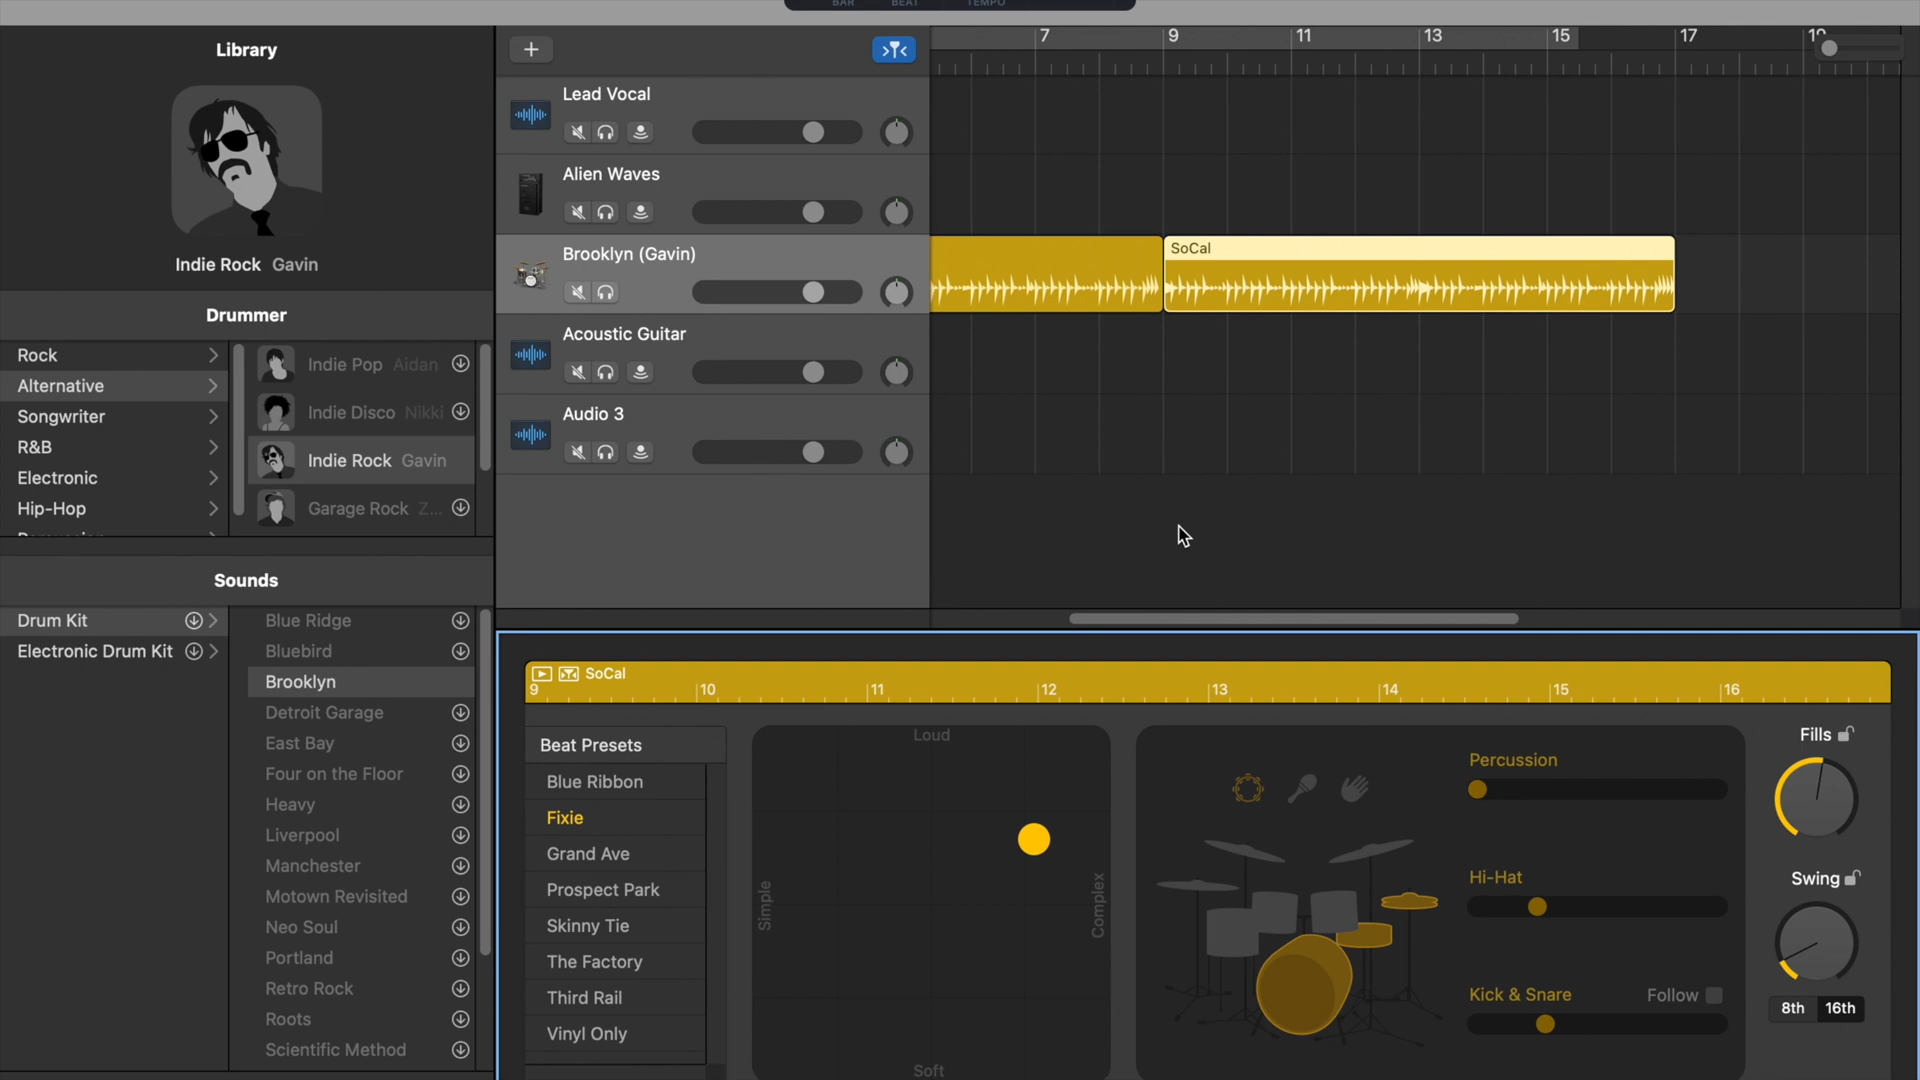 BAR BEAT TEMPO
Library
Indie Rock Gavin
Drummer
Rock
Alternative
Songwriter
R&B
Electronic
Hip-Hop
Indie Pop Aidan
Indie Disco Nikki
Indie Rock Gavin
Garage Rock Z...
Sounds
Drum Kit
Electronic Drum Kit
Blue Ridge
Bluebird
Brooklyn
Detroit Garage
East Bay
Four on the Floor
Heavy
Liverpool
Manchester
Motown Revisited
Neo Soul
Portland
Retro Rock
Roots
Scientific Method
Lead Vocal
Alien Waves
Brooklyn (Gavin)
Acoustic Guitar
Audio 3
7 9 11 13 15 17
SoCal
SoCal
9 10 11 12 13 14 15 16
Beat Presets
Blue Ribbon
Fixie
Grand Ave
Prospect Park
Skinny Tie
The Factory
Third Rail
Vinyl Only
Loud
Simple
Complex
Soft
Percussion
Hi-Hat
Kick & Snare Follow
Fills
Swing
8th 16th